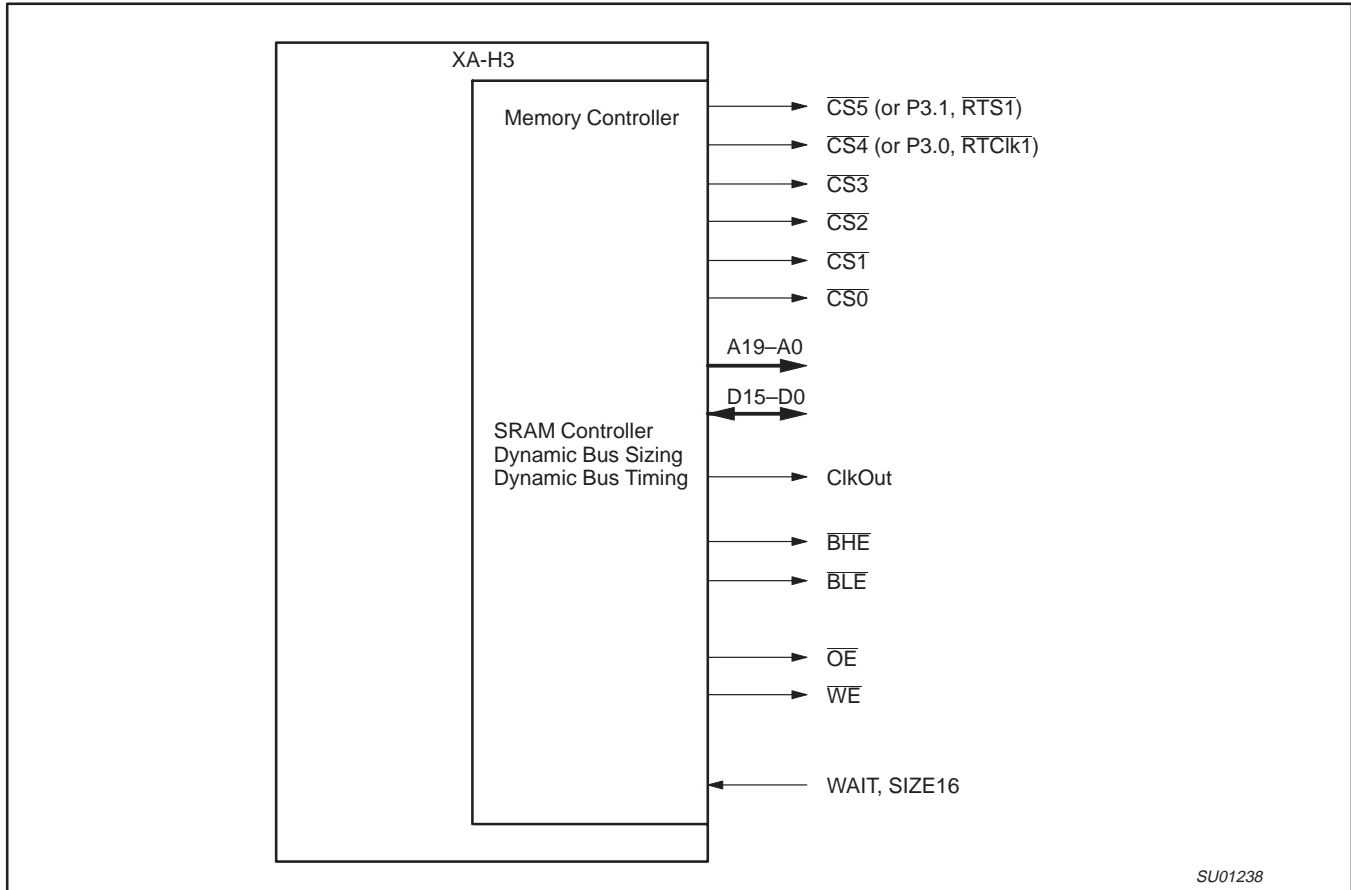 XA-H3
Memory Controller
CS5 (or P3.1, RTS1)
CS4 (or P3.0, RTClk1)
CS3
CS2
CS1
CS0
A19–A0
D15–D0
SRAM Controller
Dynamic Bus Sizing
Dynamic Bus Timing
ClkOut
BHE
BLE
OE
WE
WAIT, SIZE16
SU01238